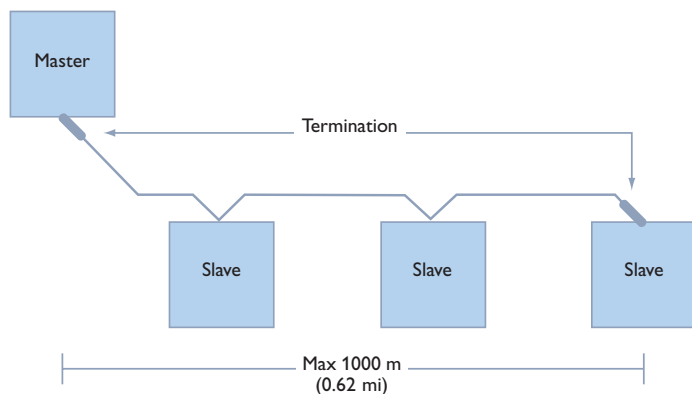 Master
Termination
Slave
Slave
Slave
Max 1000 m
(0.62 mi)